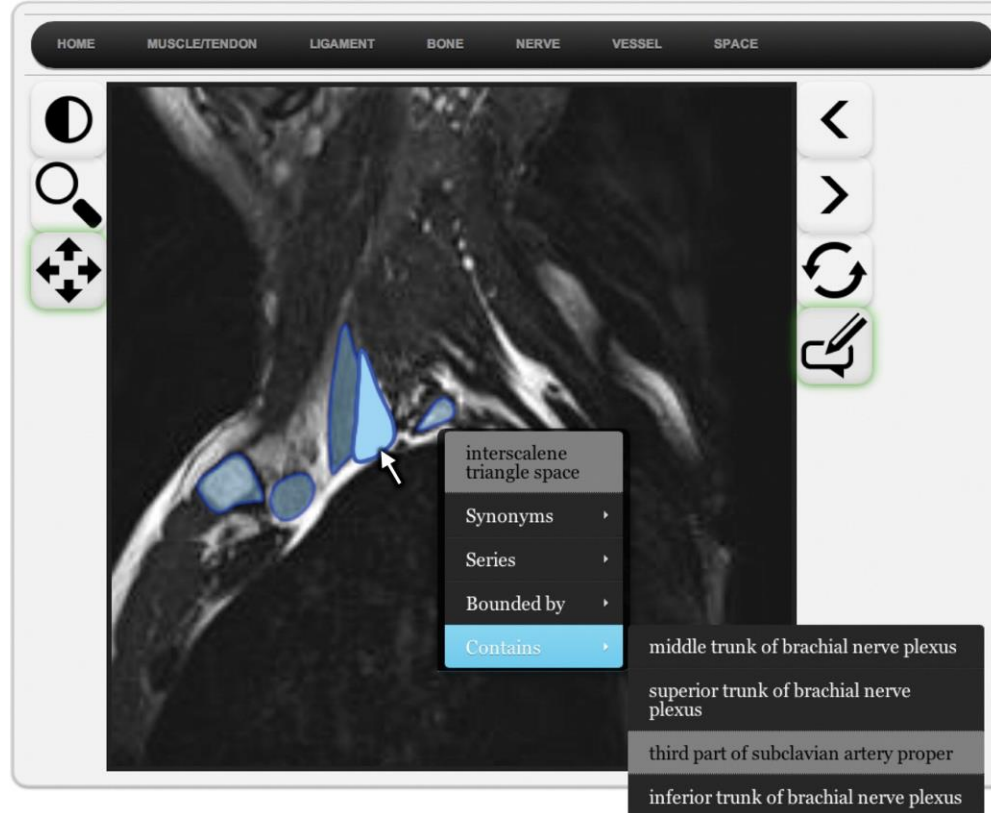 HOME MUSCLE/TENDON LIGAMENT BONE NERVE VESSEL SPACE
interscalene
triangle space
Synonyms
Series
Bounded by
Contains
middle trunk of brachial nerve plexus
superior trunk of brachial nerve
plexus
third part of subclavian artery proper
inferior trunk of brachial nerve plexus